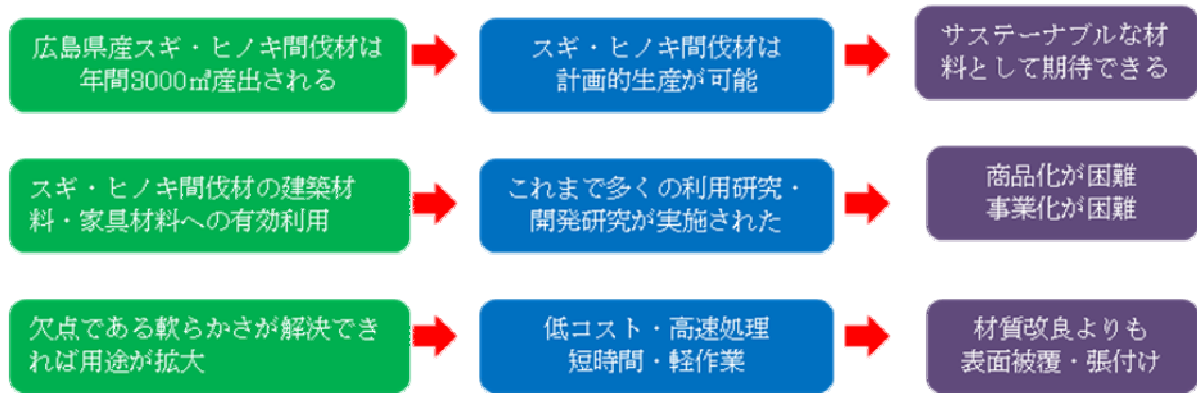 広島県産スギ・ヒノキ間伐材は
年間3000㎥産出される
スギ・ヒノキ間伐材は
計画的生産が可能
サステーナブルな材
料として期待できる
スギ・ヒノキ間伐材の建築材
料・家具材料への有効利用
これまで多くの利用研究・
開発研究が実施された
商品化が困難
事業化が困難
欠点である軟らかさが解決でき
れば用途が拡大
低コスト・高速処理
短時間・軽作業
材質改良よりも
表面被覆・張付け